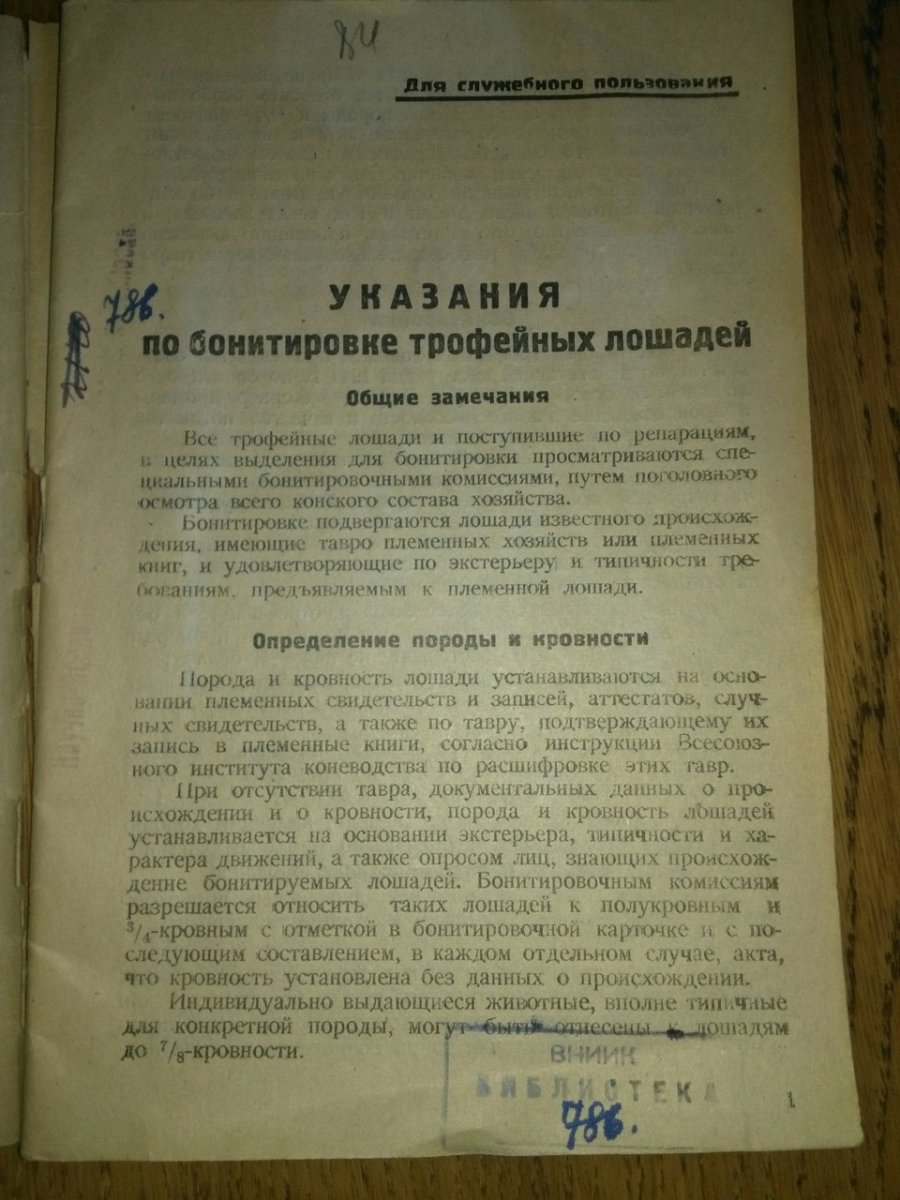 84
Для служебного пользования
78в.
УКАЗАНИЯ
по бонитировке трофейных лошадей
Общие замечания
Все трофейные лошади и поступившие по репарациям,
в целях выделения для бонитировки просматриваются спе-
циальными бонитировочными комиссиями, путем поголовного
осмотра всего конского состава хозяйства.
Бонитировке подвергаются лошади известного происхож-
дения, имеющие тавро племенных хозяйств или племенных
книг, и удовлетворяющие по экстерьеру и типичности тре-
бованиям, предъявляемым к племенной лошади.
Определение породы и кровности
Порода и кровность лошади устанавливаются на осно-
вании племенных свидетельств и записей, аттестатов, случ-
ных свидетельств, а также по тавру, подтверждающему их
запись в племенные книги, согласно инструкции Всесоюз-
ного института коневодства по расшифровке этих тавр.
При отсутствии тавра, документальных данных о про-
исхождении и о кровности, порода и кровность лошадей
устанавливается на основании экстерьера, типичности и ха-
рактера движений, а также опросом лиц, знающих происхож-
дение бонитируемых лошадей. Бонитировочным комиссиям
разрешается относить таких лошадей к полукровным и
3/4-кровным с отметкой в бонитировочной карточке и с по-
следующим составлением, в каждом отдельном случае, акта,
что кровность установлена без данных о происхождении.
Индивидуально выдающиеся животные, вполне типичные
для конкретной породы, могут быть отнесены к лошадям
до 7/8-кровности.
ВНИИК
БИБЛИОТЕКА
78в.
1